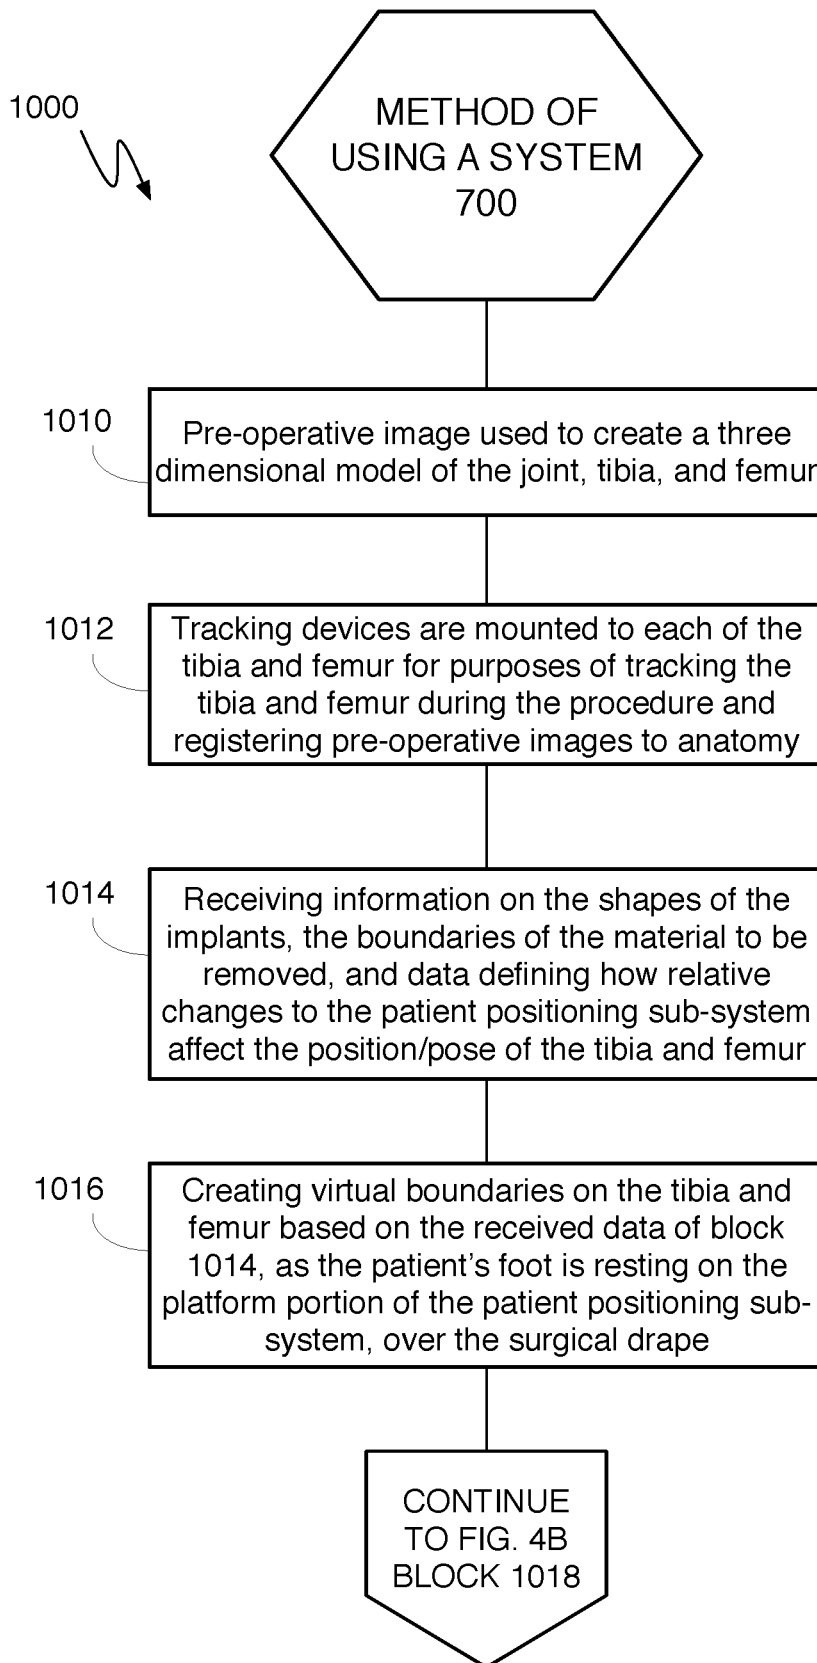 1000
METHOD OF
USING A SYSTEM
700
1010
Pre-operative image used to create a three
dimensional model of the joint, tibia, and femur
1012
Tracking devices are mounted to each of the
tibia and femur for purposes of tracking the
tibia and femur during the procedure and
registering pre-operative images to anatomy
1014
Receiving information on the shapes of the
implants, the boundaries of the material to be
removed, and data defining how relative
changes to the patient positioning sub-system
affect the position/pose of the tibia and femur
1016
Creating virtual boundaries on the tibia and
femur based on the received data of block
1014, as the patient’s foot is resting on the
platform portion of the patient positioning sub-
system, over the surgical drape
CONTINUE
TO FIG. 4B
BLOCK 1018